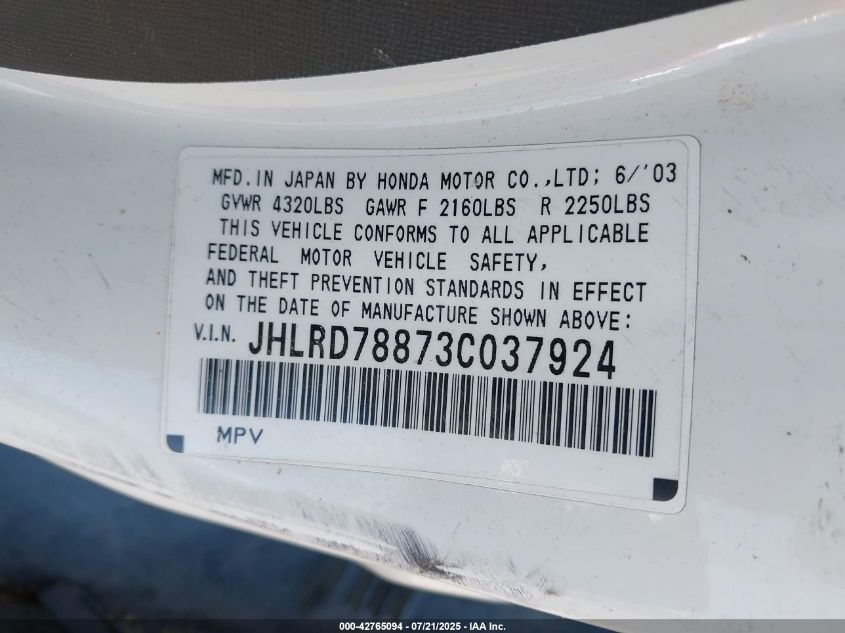 MFD.IN JAPAN BY HONDA MOTOR CO.,LTD; 6/'03
GVWR 4320LBS GAWR F 2160LBS R 2250LBS
THIS VEHICLE CONFORMS TO ALL APPLICABLE
FEDERAL MOTOR VEHICLE SAFETY,
AND THEFT PREVENTION STANDARDS IN EFFECT
ON THE DATE OF MANUFACTURE SHOWN ABOVE:
V.I.N. JHLRD78873C037924
MPV
000-42765094 - 07/21/2025 - IAA Inc.